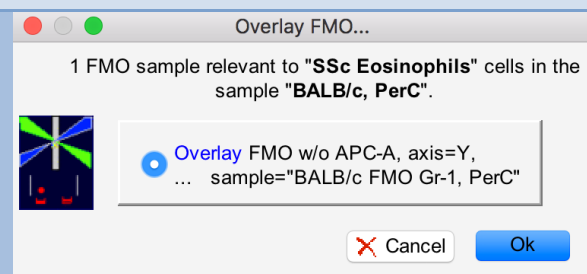 Overlay FMO...
1 FMO sample relevant to "SSc Eosinophils" cells in the
sample "BALB/c, PerC".
Overlay FMO w/o APC-A, axis=Y,
... sample="BALB/c FMO Gr-1, PerC"
Cancel
Ok